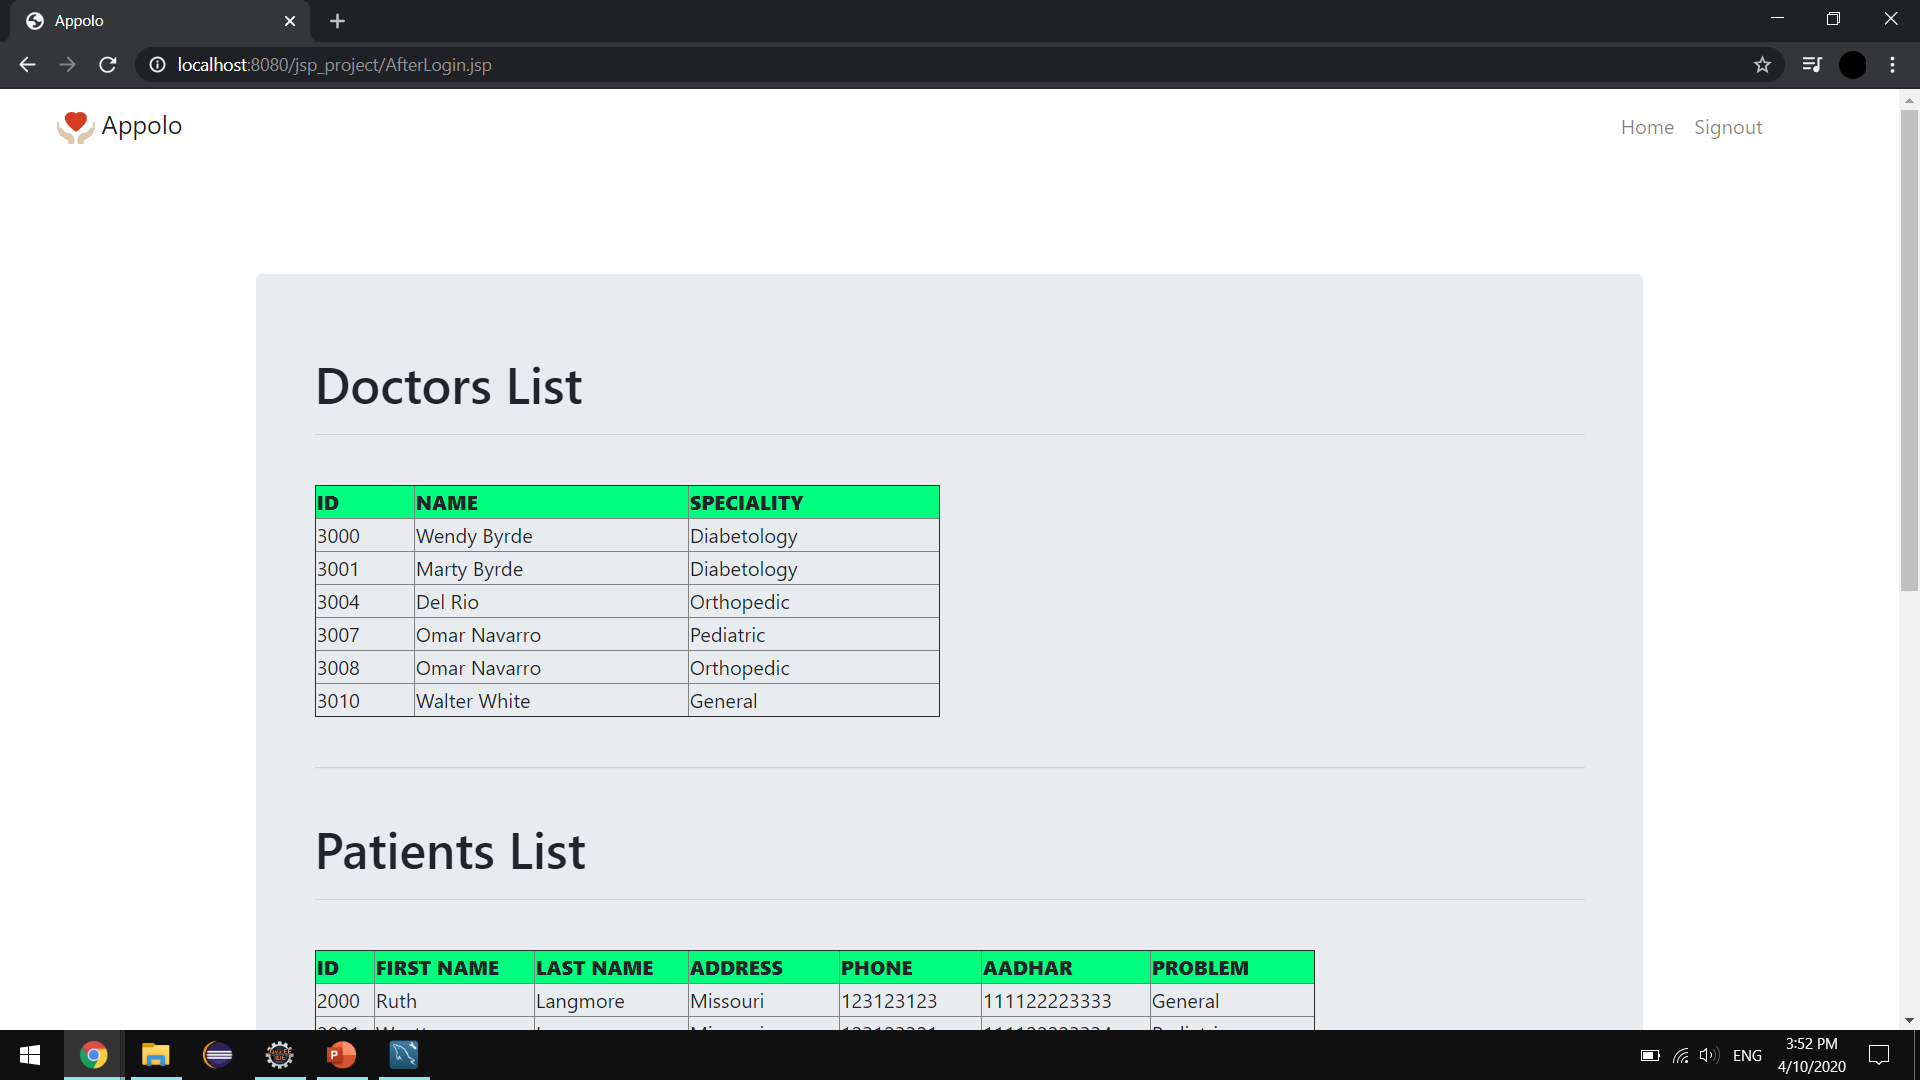 Appolo
localhost:8080/jsp_project/AfterLogin.jsp
Appolo
Home Signout
Doctors List
ID NAME SPECIALITY
3000 Wendy Byrde Diabetology
3001 Marty Byrde Diabetology
3004 Del Rio Orthopedic
3007 Omar Navarro Pediatric
3008 Omar Navarro Orthopedic
3010 Walter White General
Patients List
ID FIRST NAME LAST NAME ADDRESS PHONE AADHAR PROBLEM
2000 Ruth Langmore Missouri 123123123 111122223333 General
ENG
3:52 PM
4/10/2020